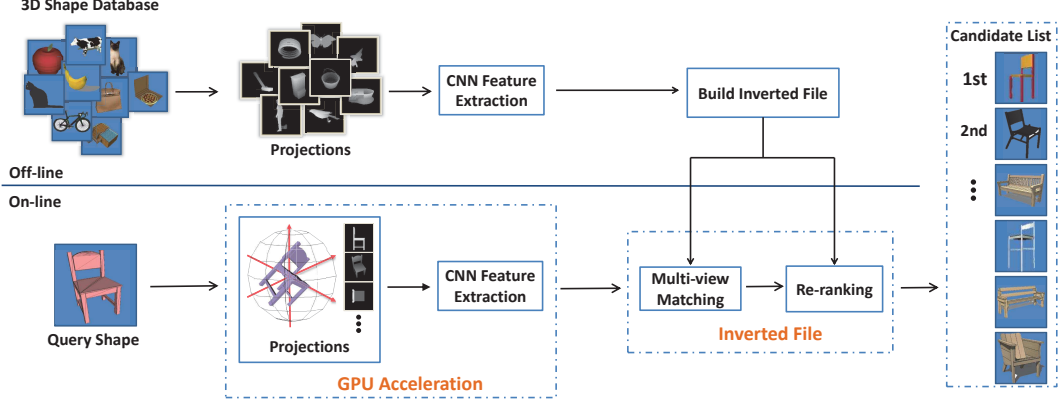 3D Shape Database
Projections
CNN Feature
Extraction
Build Inverted File
Candidate List
1st
2nd
Off-line
On-line
Query Shape
Projections
CNN Feature
Extraction
GPU Acceleration
Multi-view
Matching
Re-ranking
Inverted File